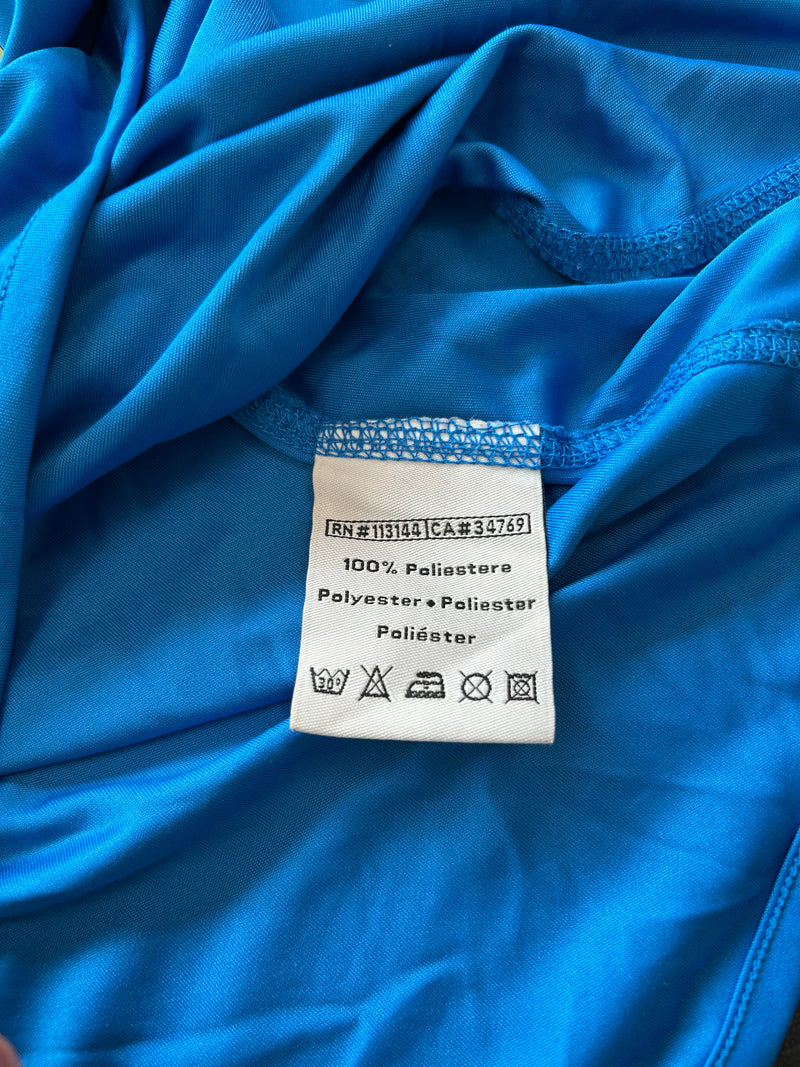 RN#113144 CA#34769
100% Poliestere
Polyester • Poliester
Poliéster
30°